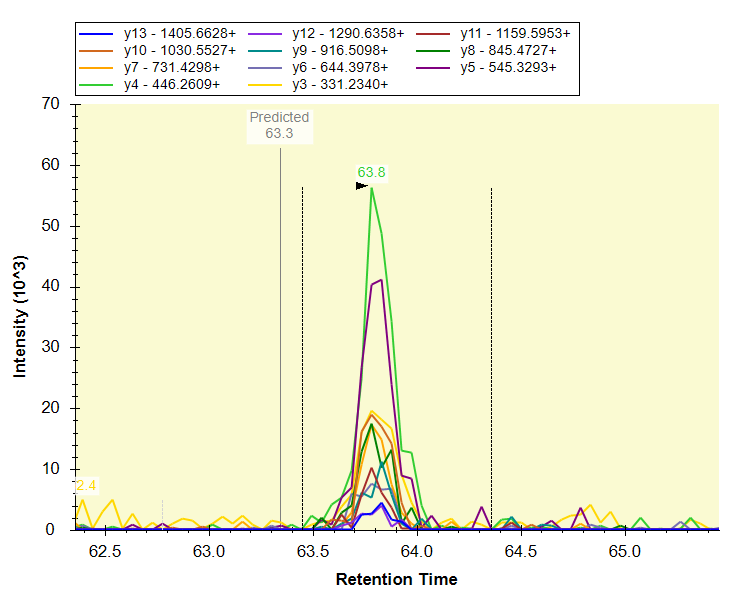 y13 - 1405.6628+ y12 - 1290.6358+ y11 - 1159.5953+
y10 - 1030.5527+ y9 - 916.5098+ y8 - 845.4727+
y7 - 731.4298+ y6 - 644.3978+ y5 - 545.3293+
y4 - 446.2609+ y3 - 331.2340+
70
Predicted
63.3
60
63.8
50
Intensity (10^3)
40
30
20
10
2.4
0
62.5 63.0 63.5 64.0 64.5 65.0
Retention Time